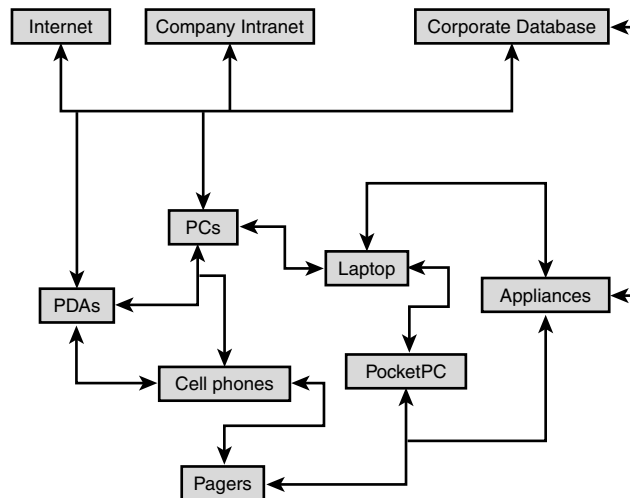 Internet
Company Intranet
Corporate Database
PCs
Laptop
PDAs
Appliances
Cell phones
PocketPC
Pagers